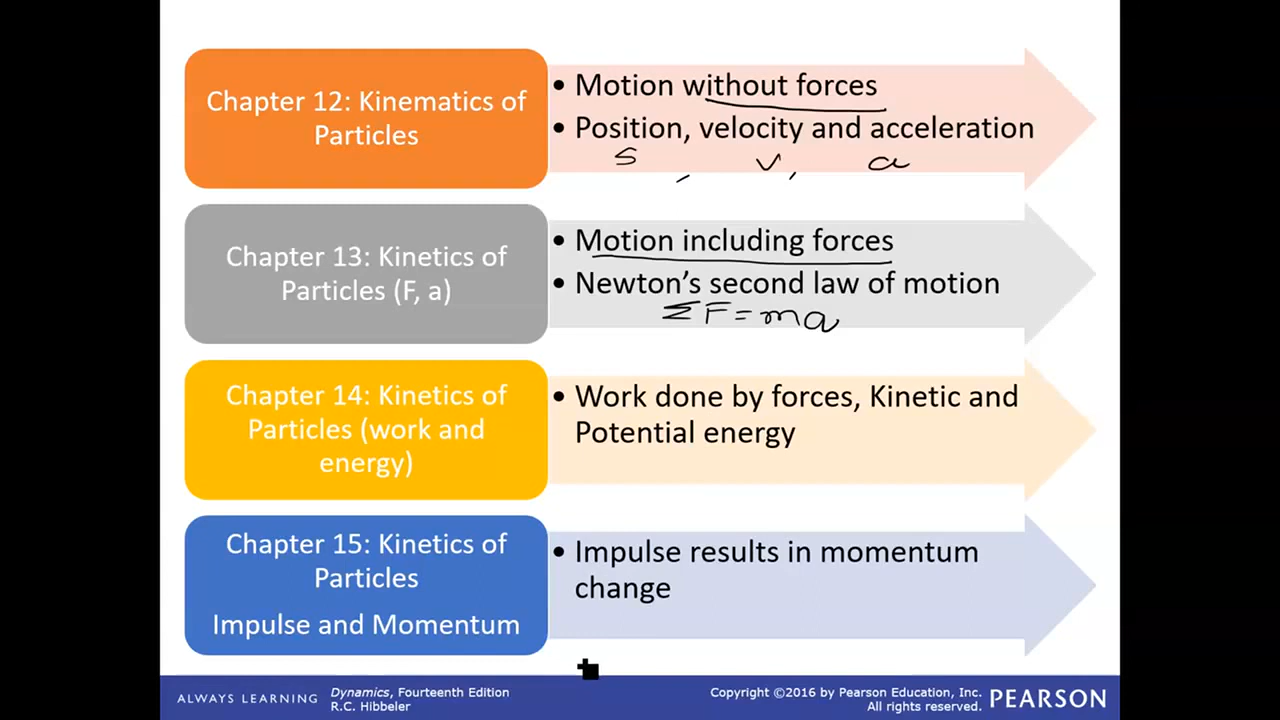 Chapter 12: Kinematics of
Particles
• Motion without forces
• Position, velocity and acceleration
s , v, a
Chapter 13: Kinetics of
Particles (F, a)
• Motion including forces
• Newton’s second law of motion
ΣF=ma
Chapter 14: Kinetics of
Particles (work and
energy)
• Work done by forces, Kinetic and
Potential energy
Chapter 15: Kinetics of
Particles
Impulse and Momentum
• Impulse results in momentum
change
ALWAYS LEARNING
Dynamics, Fourteenth Edition
R.C. Hibbeler
Copyright ©2016 by Pearson Education, Inc.
All rights reserved.
PEARSON